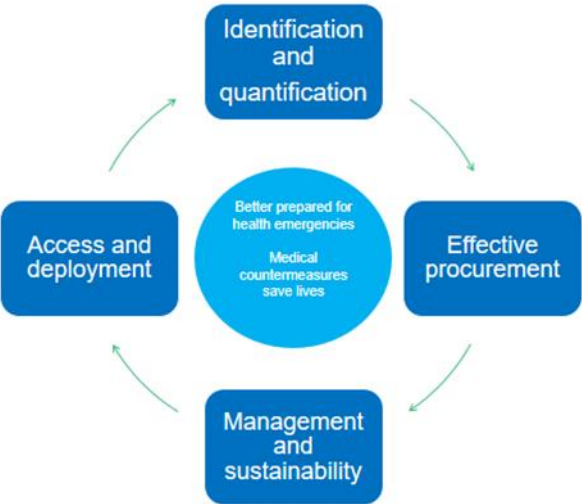 Identification
and
quantification
Better prepared for
health emergencies
Medical
countermeasures
save lives
Access and
deployment
Effective
procurement
Management
and
sustainability